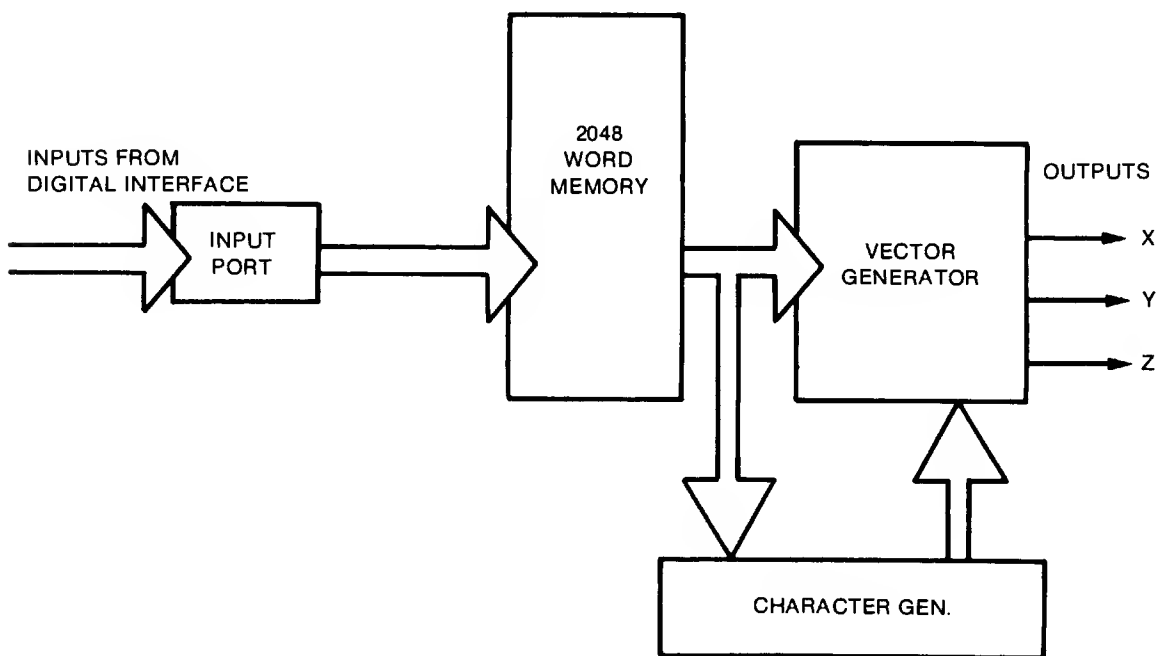 INPUTS FROM
DIGITAL INTERFACE
INPUT
PORT
2048
WORD
MEMORY
VECTOR
GENERATOR
OUTPUTS
X
Y
Z
CHARACTER GEN.